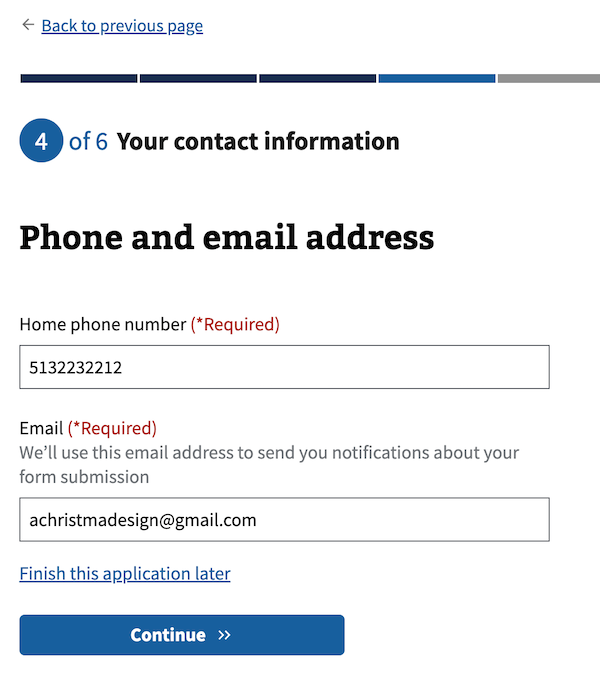 ← Back to previous page
4 of 6 Your contact information
Phone and email address
Home phone number (*Required)
5132232212
Email (*Required)
We’ll use this email address to send you notifications about your
form submission
achristmadesign@gmail.com
Finish this application later
Continue »